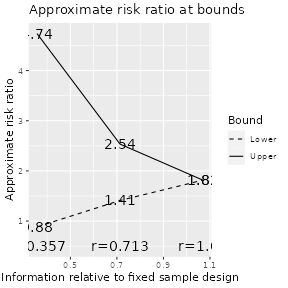 Approximate risk ratio at bounds
Approximate risk ratio
4
3
2
1
.74
2.54
1.8
0.88
1.41
0.357
r=0.713
r=1.
0.5
0.7
0.9
1.1
Information relative to fixed sample design
Bound
Lower
Upper